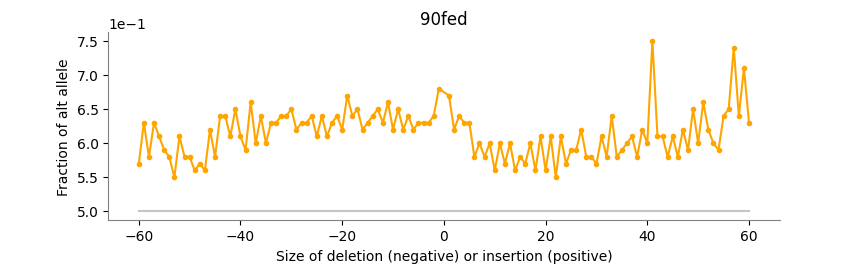 90fed
1e−1
7.5
7.0
6.5
6.0
5.5
5.0
Fraction of alt allele
−60 −40 −20 0 20 40 60
Size of deletion (negative) or insertion (positive)